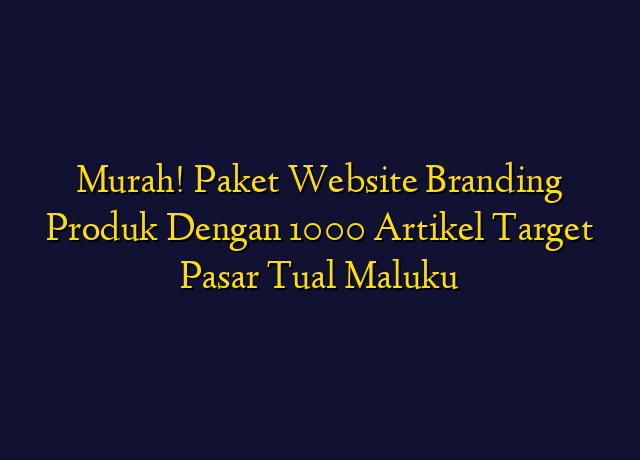 Murah! Paket Website Branding
Produk Dengan 1000 Artikel Target
Pasar Tual Maluku